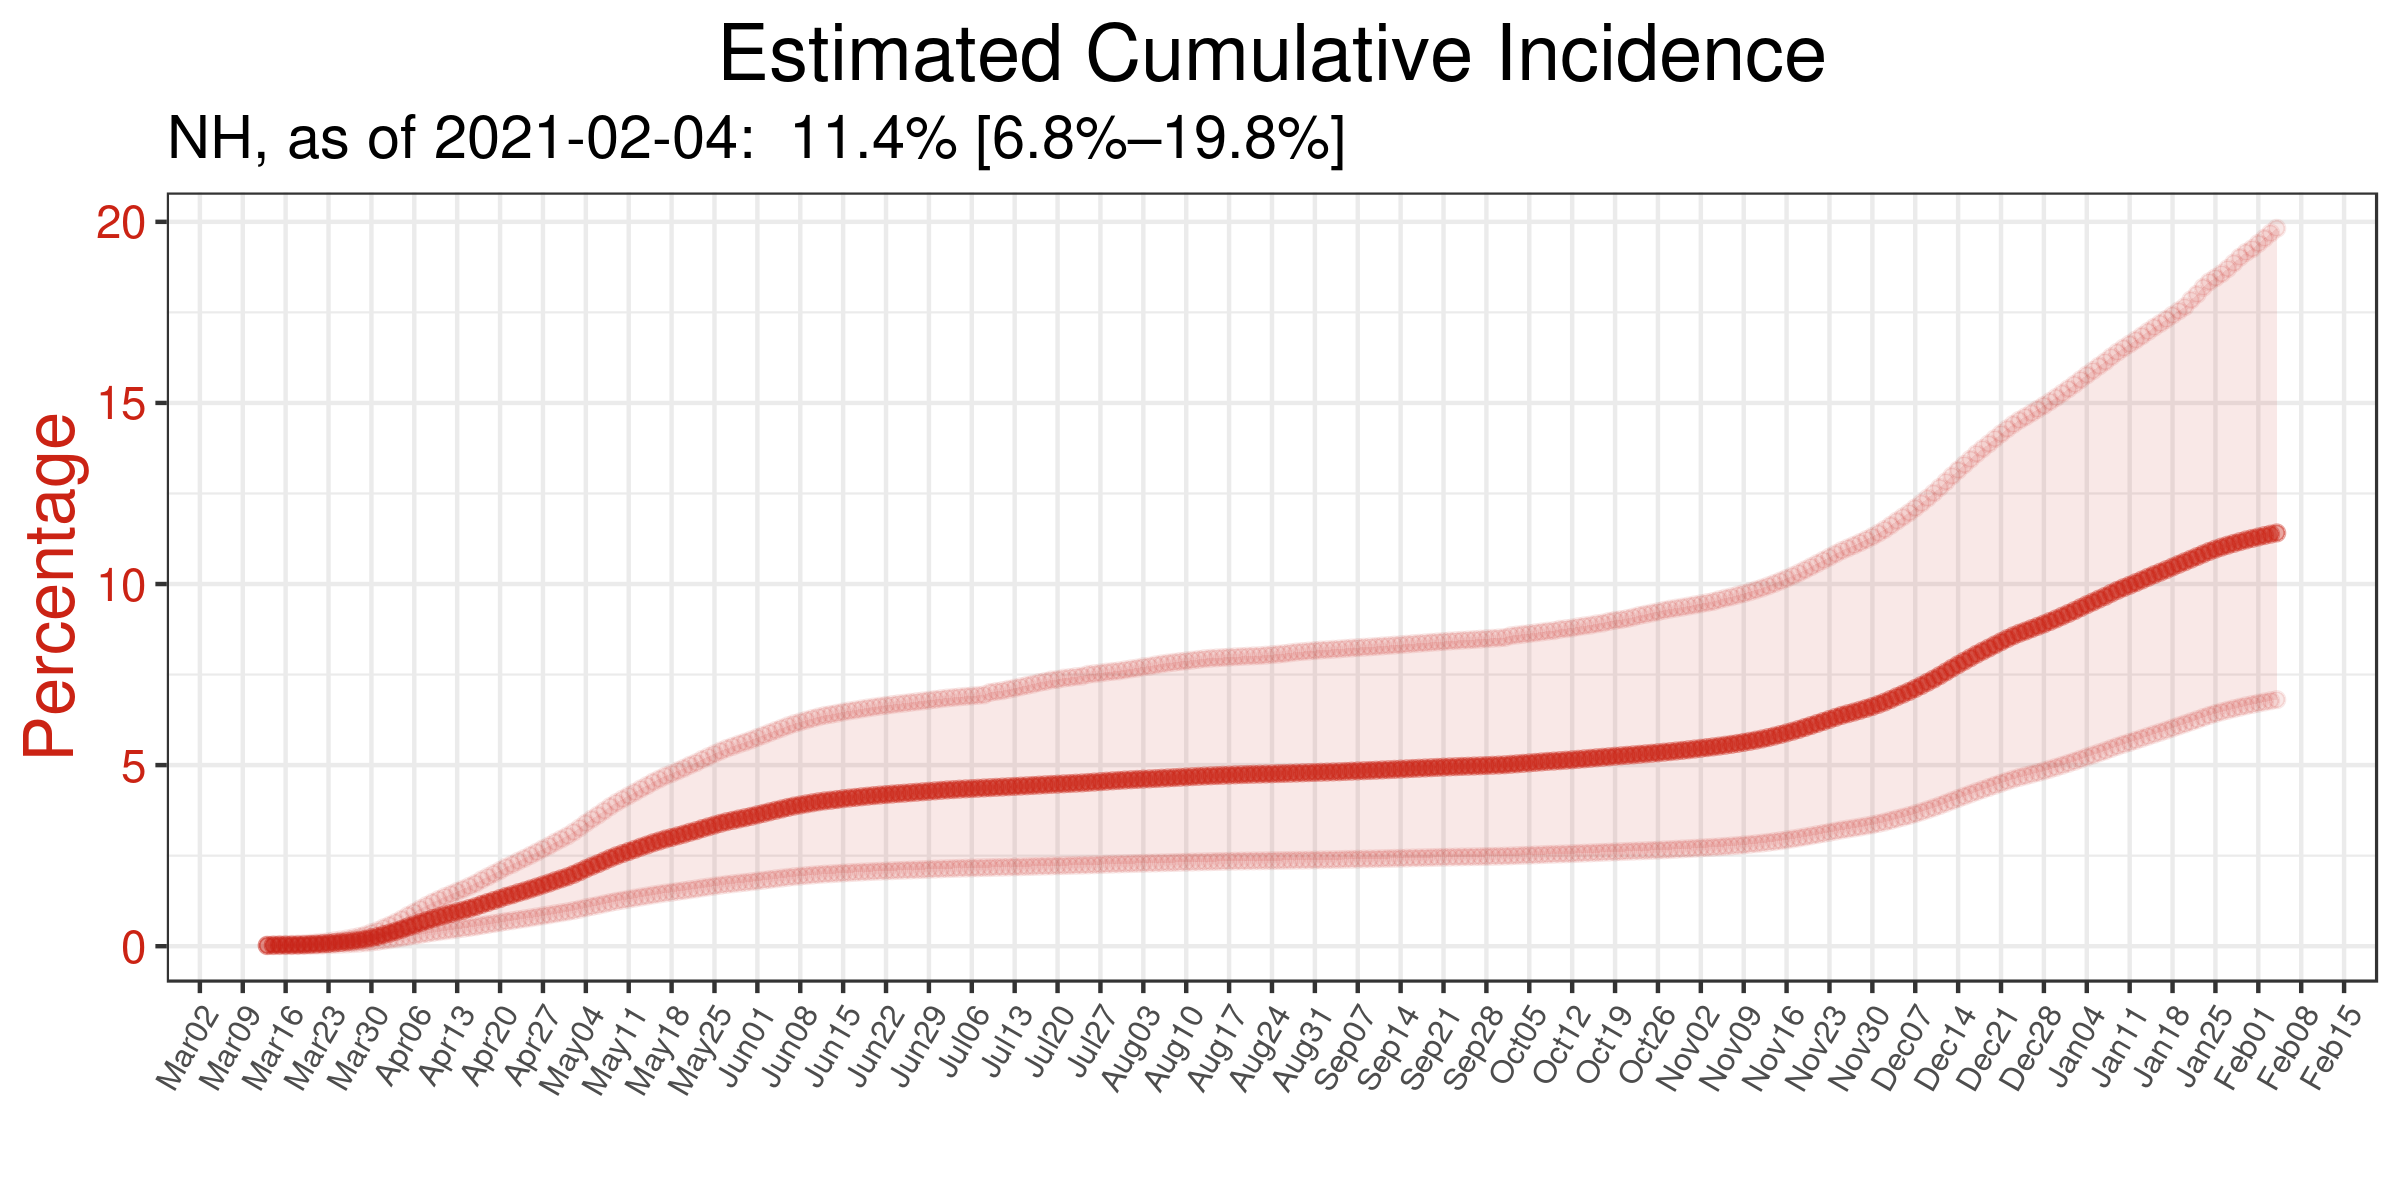 Estimated Cumulative Incidence
NH, as of 2021-02-04:  11.4% [6.8%–19.8%]
Percentage
20
15
10
5
0
Mar02
Mar09
Mar16
Mar23
Mar30
Apr06
Apr13
Apr20
Apr27
May04
May11
May18
May25
Jun01
Jun08
Jun15
Jun22
Jun29
Jul06
Jul13
Jul20
Jul27
Aug03
Aug10
Aug17
Aug24
Aug31
Sep07
Sep14
Sep21
Sep28
Oct05
Oct12
Oct19
Oct26
Nov02
Nov09
Nov16
Nov23
Nov30
Dec07
Dec14
Dec21
Dec28
Jan04
Jan11
Jan18
Jan25
Feb01
Feb08
Feb15